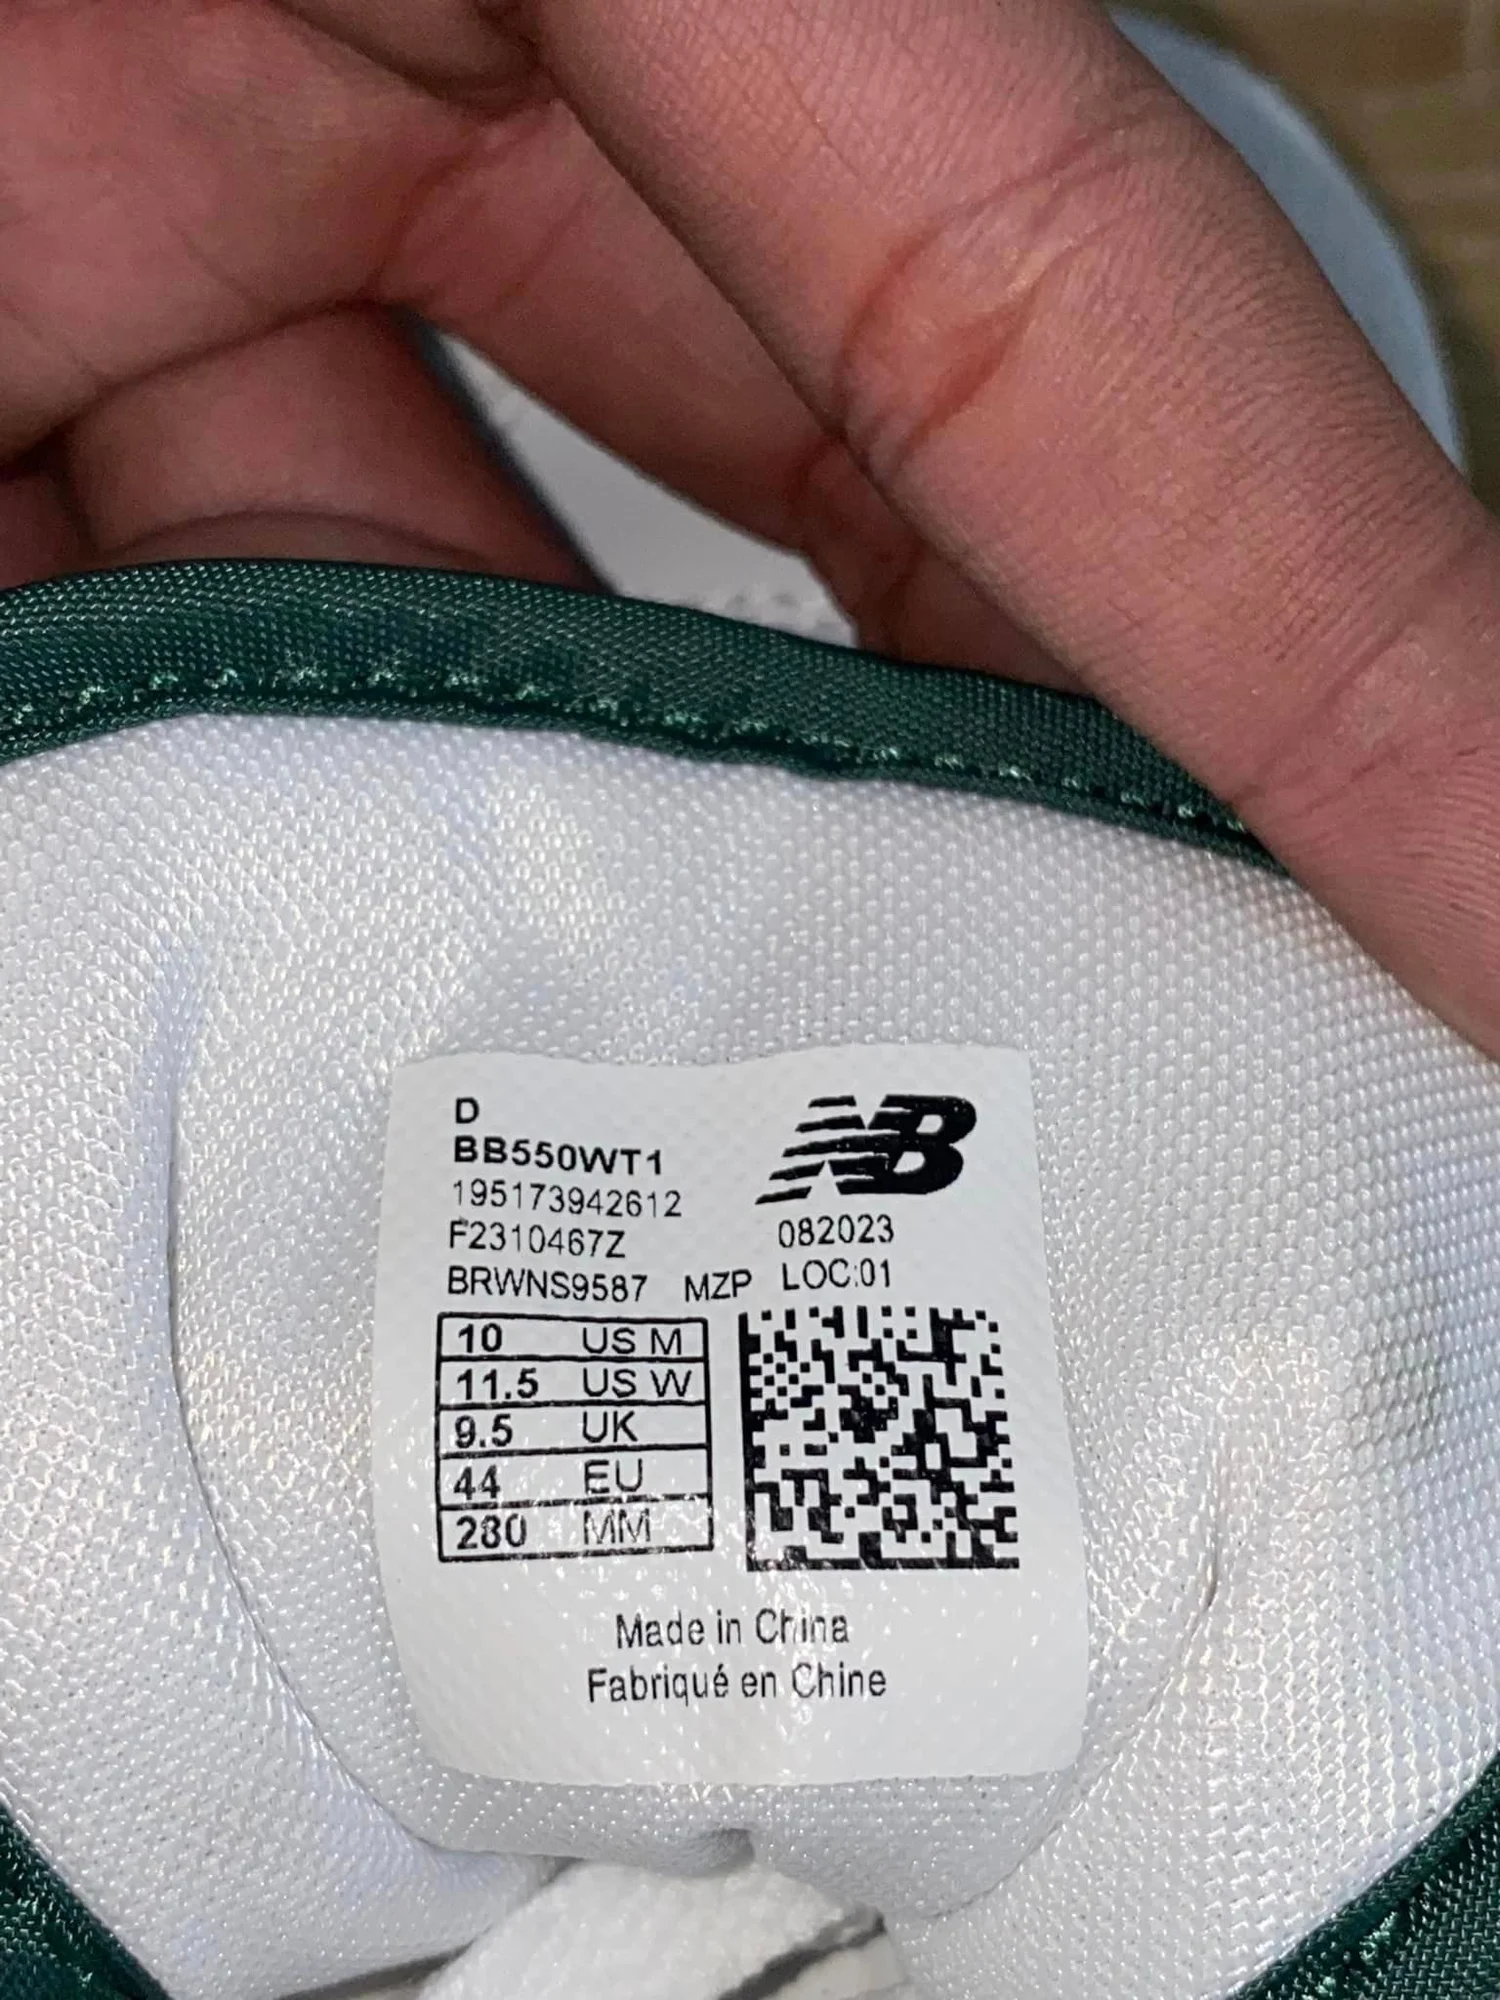 D
BB550WT1
195173942612
F2310467Z
BRWNS9587 MZP
NB
082023
LOC:01
10 US M
11.5 US W
9.5 UK
44 EU
280 MM
Made in China
Fabriqué en Chine